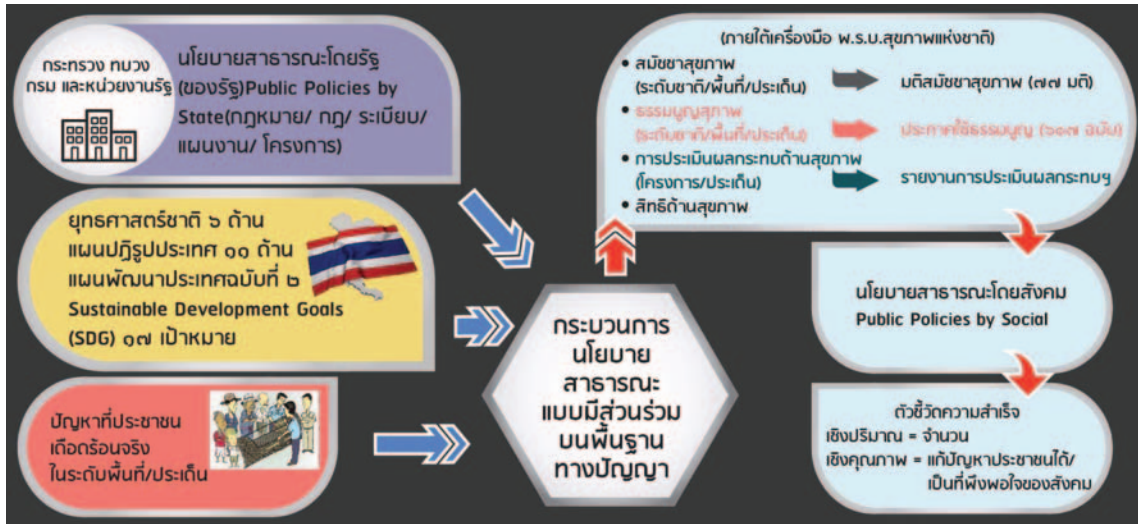 กระทรวง ทบวง
กรม และหน่วยงานรัฐ
นโยบายสาธารณะโดยรัฐ
(ของรัฐ)Public Policies by
State(กฎหมาย/ กฎ/ ระเบียบ/
แผนงาน/ โครงการ)
ยุทธศาสตร์ชาติ ๖ ด้าน
แผนปฏิรูปประเทศ ๑๑ ด้าน
แผนพัฒนาประเทศฉบับที่ ๒
Sustainable Development Goals
(SDG) ๑๗ เป้าหมาย
ปัญหาที่ประชาชน
เดือดร้อนจริง
ในระดับพื้นที่/ประเด็น
กระบวนการ
นโยบาย
สาธารณะ
แบบมีส่วนร่วม
บนพื้นฐาน
ทางปัญญา
(ภายใต้เครื่องมือ พ.ร.บ.สุขภาพแห่งชาติ)
• สมัชชาสุขภาพ
(ระดับชาติ/พื้นที่/ประเด็น)
มติสมัชชาสุขภาพ (๗๗ มติ)
• ธรรมนูญสุภาพ
(ระดับชาติ/พื้นที่/ประเด็น)
ประกาศใช้ธรรมนูญ (๖๓๗ ฉบับ)
• การประเมินผลกระทบด้านสุขภาพ
(โครงการ/ประเด็น)
รายงานการประเมินผลกระทบฯ
• สิทธิด้านสุขภาพ
นโยบายสาธารณะโดยสังคม
Public Policies by Social
ตัวชี้วัดความสำเร็จ
เชิงปริมาณ = จำนวน
เชิงคุณภาพ = แก้ปัญหาประชาชนได้/
เป็นที่พึงพอใจของสังคม